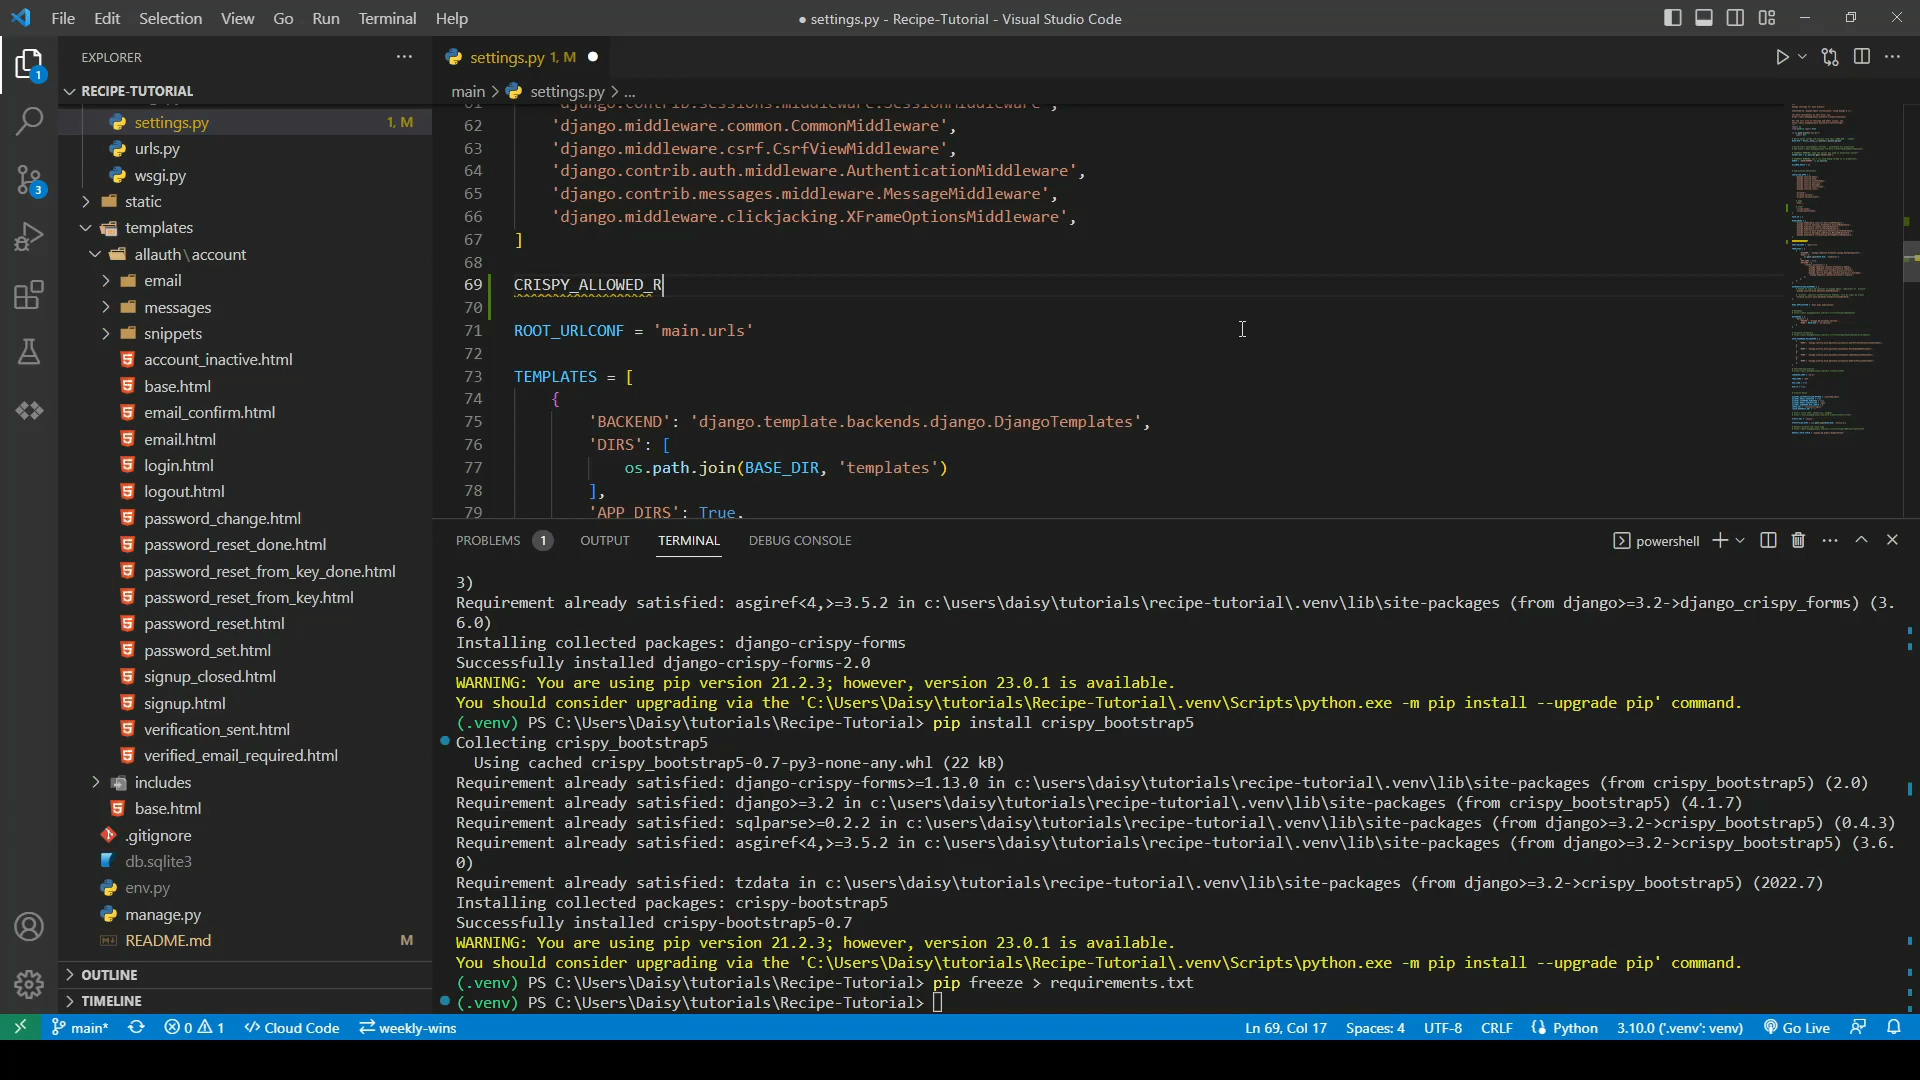 File Edit Selection View Go Run Terminal Help
● settings.py - Recipe-Tutorial - Visual Studio Code
EXPLORER
RECIPE-TUTORIAL
settings.py 1, M
urls.py
wsgi.py
static
templates
allauth\account
email
messages
snippets
account_inactive.html
base.html
email_confirm.html
email.html
login.html
logout.html
password_change.html
password_reset_done.html
password_reset_from_key_done.html
password_reset_from_key.html
password_reset.html
password_set.html
signup_closed.html
signup.html
verification_sent.html
verified_email_required.html
includes
base.html
.gitignore
db.sqlite3
env.py
manage.py
README.md M
OUTLINE
TIMELINE
1
3
settings.py 1, M
main > settings.py > ...
61 'django.contrib.sessions.middleware.SessionMiddleware',
62 'django.middleware.common.CommonMiddleware',
63 'django.middleware.csrf.CsrfViewMiddleware',
64 'django.contrib.auth.middleware.AuthenticationMiddleware',
65 'django.contrib.messages.middleware.MessageMiddleware',
66 'django.middleware.clickjacking.XFrameOptionsMiddleware',
67 ]
68
69 CRISPY_ALLOWED_R
70
71 ROOT_URLCONF = 'main.urls'
72
73 TEMPLATES = [
74 {
75 'BACKEND': 'django.template.backends.django.DjangoTemplates',
76 'DIRS': [
77 os.path.join(BASE_DIR, 'templates')
78 ],
79 'APP_DIRS': True,
PROBLEMS 1 OUTPUT TERMINAL DEBUG CONSOLE
powershell
3)
Requirement already satisfied: asgiref<4,>=3.5.2 in c:\users\daisy\tutorials\recipe-tutorial\.venv\lib\site-packages (from django>=3.2->django_crispy_forms) (3.
6.0)
Installing collected packages: django-crispy-forms
Successfully installed django-crispy-forms-2.0
WARNING: You are using pip version 21.2.3; however, version 23.0.1 is available.
You should consider upgrading via the 'C:\Users\Daisy\tutorials\Recipe-Tutorial\.venv\Scripts\python.exe -m pip install --upgrade pip' command.
(.venv) PS C:\Users\Daisy\tutorials\Recipe-Tutorial> pip install crispy_bootstrap5
Collecting crispy_bootstrap5
Using cached crispy_bootstrap5-0.7-py3-none-any.whl (22 kB)
Requirement already satisfied: django-crispy-forms>=1.13.0 in c:\users\daisy\tutorials\recipe-tutorial\.venv\lib\site-packages (from crispy_bootstrap5) (2.0)
Requirement already satisfied: django>=3.2 in c:\users\daisy\tutorials\recipe-tutorial\.venv\lib\site-packages (from crispy_bootstrap5) (4.1.7)
Requirement already satisfied: sqlparse>=0.2.2 in c:\users\daisy\tutorials\recipe-tutorial\.venv\lib\site-packages (from django>=3.2->crispy_bootstrap5) (0.4.3)
Requirement already satisfied: asgiref<4,>=3.5.2 in c:\users\daisy\tutorials\recipe-tutorial\.venv\lib\site-packages (from django>=3.2->crispy_bootstrap5) (3.6.
0)
Requirement already satisfied: tzdata in c:\users\daisy\tutorials\recipe-tutorial\.venv\lib\site-packages (from django>=3.2->crispy_bootstrap5) (2022.7)
Installing collected packages: crispy-bootstrap5
Successfully installed crispy-bootstrap5-0.7
WARNING: You are using pip version 21.2.3; however, version 23.0.1 is available.
You should consider upgrading via the 'C:\Users\Daisy\tutorials\Recipe-Tutorial\.venv\Scripts\python.exe -m pip install --upgrade pip' command.
(.venv) PS C:\Users\Daisy\tutorials\Recipe-Tutorial> pip freeze > requirements.txt
(.venv) PS C:\Users\Daisy\tutorials\Recipe-Tutorial>
main* 0 1 Cloud Code weekly-wins Ln 69, Col 17 Spaces: 4 UTF-8 CRLF Python 3.10.0 ('.venv': venv) Go Live